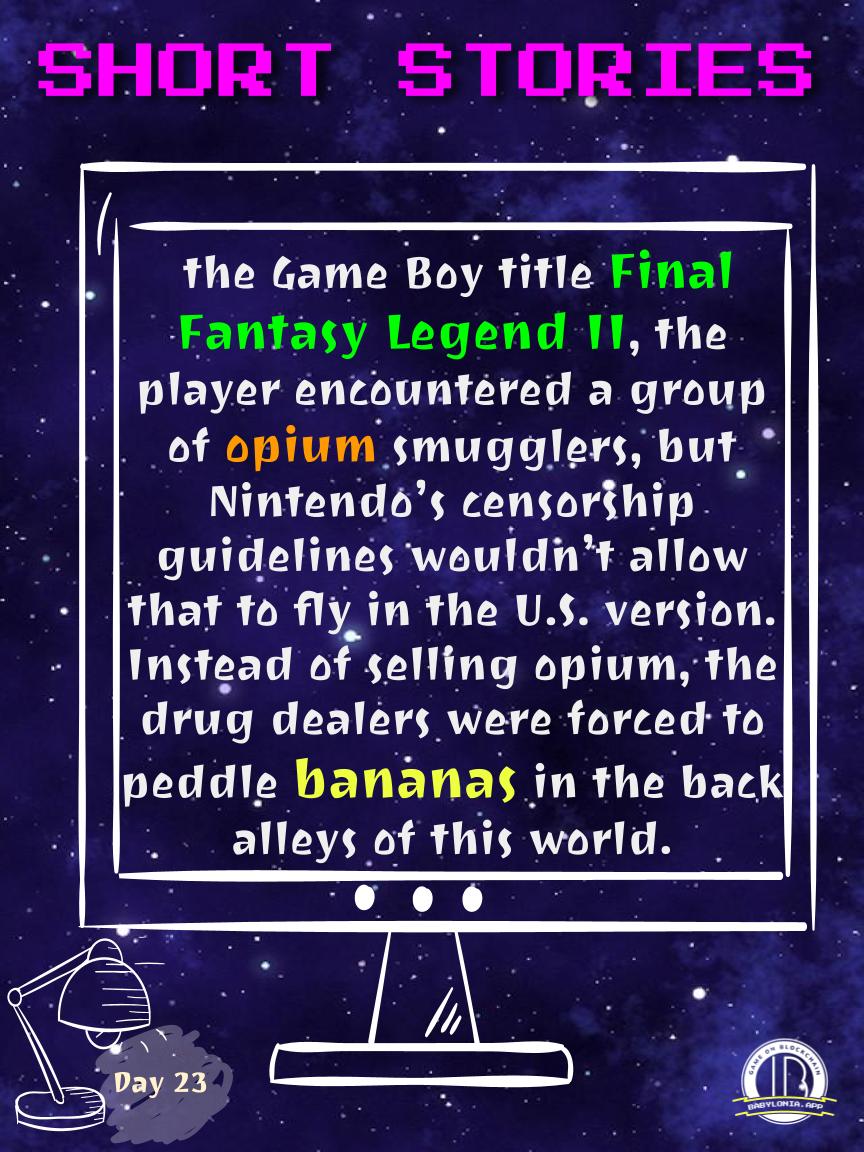 SHORT STORIES
the Game Boy title Final
Fantasy Legend II, the
player encountered a group
of opium smugglers, but
Nintendo's censorship
guidelines wouldn't allow
that to fly in the U.S. version.
Instead of selling opium, the
drug dealers were forced to
peddle bananas in the back
alleys of this world.
Day 23
GAME ON BLOCKCHAIN
BABYLONIA.APP